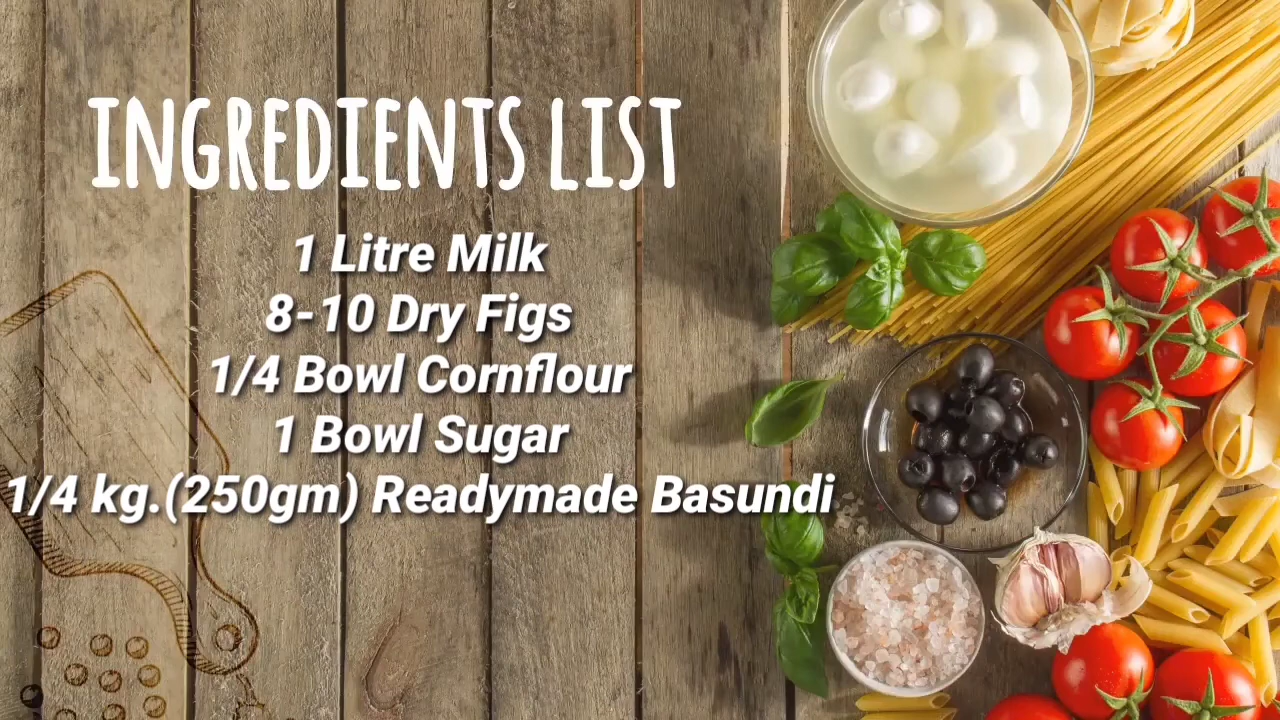 INGREDIENTS LIST
1 Litre Milk
8-10 Dry Figs
1/4 Bowl Cornflour
1 Bowl Sugar
1/4 kg.(250gm) Readymade Basundi